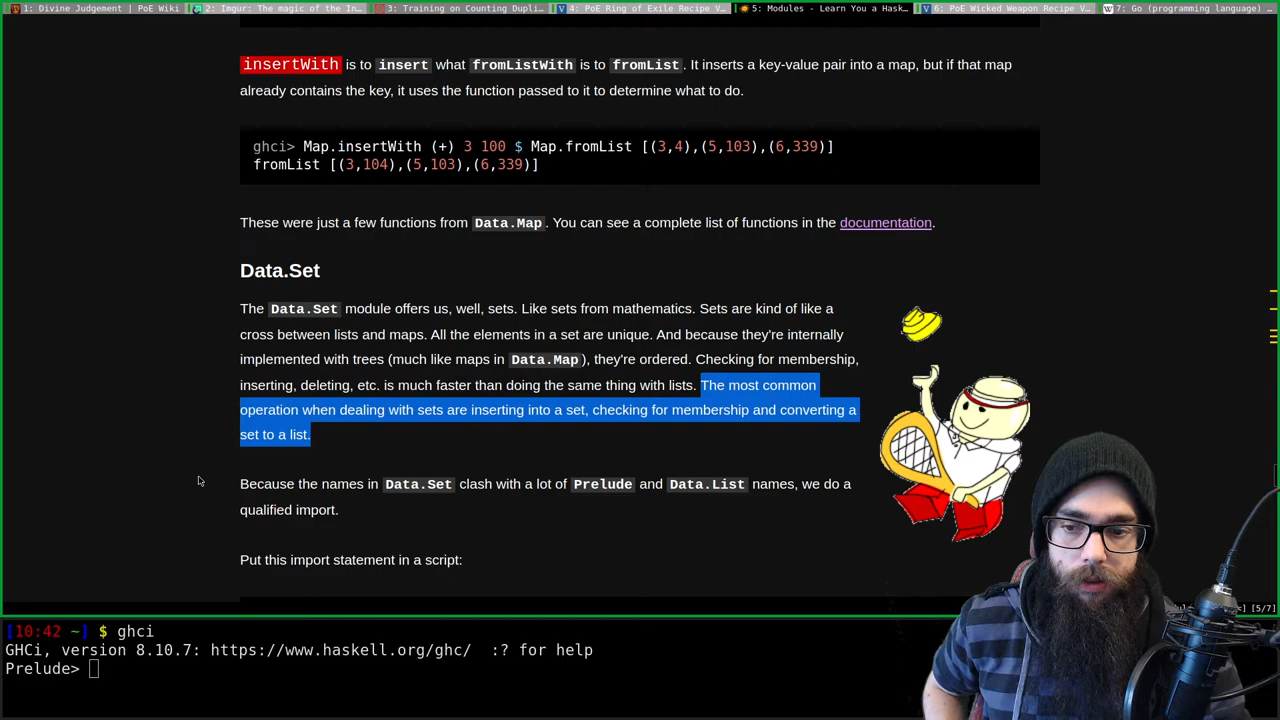 1: Divine Judgement | PoE Wiki
2: Imgur: The magic of the In...
3: Training on Counting Dupli...
4: PoE Ring of Exile Recipe V...
5: Modules - Learn You a Hask...
6: PoE Wicked Weapon Recipe V...
7: Go (programming language) ...
insertWith is to insert what fromListWith is to fromList. It inserts a key-value pair into a map, but if that map
already contains the key, it uses the function passed to it to determine what to do.
ghci> Map.insertWith (+) 3 100 $ Map.fromList [(3,4),(5,103),(6,339)]
fromList [(3,104),(5,103),(6,339)]
These were just a few functions from Data.Map. You can see a complete list of functions in the documentation.
Data.Set
The Data.Set module offers us, well, sets. Like sets from mathematics. Sets are kind of like a
cross between lists and maps. All the elements in a set are unique. And because they're internally
implemented with trees (much like maps in Data.Map), they're ordered. Checking for membership,
inserting, deleting, etc. is much faster than doing the same thing with lists. The most common
operation when dealing with sets are inserting into a set, checking for membership and converting a
set to a list.
Because the names in Data.Set clash with a lot of Prelude and Data.List names, we do a
qualified import.
Put this import statement in a script:
[5/7]
[10:42 ~] $ ghci
GHCi, version 8.10.7: https://www.haskell.org/ghc/  :? for help
Prelude>